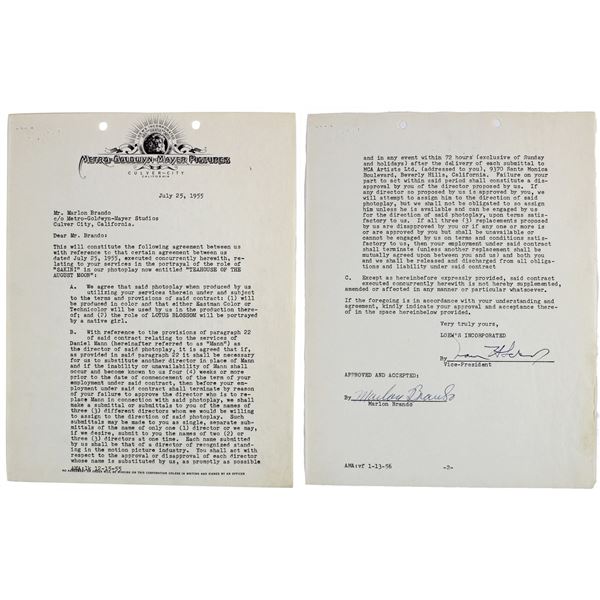 METRO-GOLDWYN-MAYER PICTURES
CULVER CITY
CALIFORNIA
July 25, 1955
Mr. Marlon Brando
c/o Metro-Goldwyn-Mayer Studios
Culver City, California.
Dear Mr. Brando:
This will constitute the following agreement between us
with reference to that certain agreement between us
dated July 25, 1955, executed concurrently herewith, re-
lating to your services in the portrayal of the role of
"SAKINI" in our photoplay now entitled "TEAHOUSE OF THE
AUGUST MOON":
A. We agree that said photoplay when produced by us
utilizing your services therein under and subject
to the terms and provisions of said contract: (1) will
be produced in color and that either Eastman Color or
Technicolor will be used by us in the production there-
of; and (2) the role of LOTUS BLOSSOM will be portrayed
by a native girl.
B. With reference to the provisions of paragraph 22
of said contract relating to the services of
Daniel Mann (hereinafter referred to as "Mann") as
the director of said photoplay, it is agreed that if,
as provided in said paragraph 22 it shall be necessary
for us to substitute another director in place of Mann
and if the inability or unavailability of Mann shall
occur and become known to us four (4) weeks or more
prior to the date of commencement of the term of your
employment under said contract, then before your em-
ployment under said contract shall terminate by reason
of your failure to approve the director who is to re-
place Mann in connection with said photoplay, we shall
make a submittal or submittals to you of the names of
three (3) different directors whom we would be willing
to assign to the direction of said photoplay. Such
submittals may be made to you as single, separate sub-
mittals of the name of only one (1) director or we may,
if we desire, submit to you the names of two (2) or
three (3) directors at one time. Each name submitted
by us shall be that of a director of recognized stand-
ing in the motion picture industry. You shall act with
respect to the approval or disapproval of each director
whose name is substituted by us, as promptly as possible
AMA:lk 12-15-55
NO AGREEMENT OR ORDER WILL BE BINDING ON THIS CORPORATION UNLESS IN WRITING AND SIGNED BY AN OFFICER
and in any event within 72 hours (exclusive of Sunday
and holidays) after the delivery of each submittal to
MCA Artists Ltd. (addressed to you), 9370 Santa Monica
Boulevard, Beverly Hills, California. Failure on your
part to act within said period shall constitute a dis-
approval by you of the director proposed by us. If
any director so proposed by us is approved by you, we
will attempt to assign him to the direction of said
photoplay, but we shall not be obligated to so assign
him unless he is available and can be engaged by us
for the direction of said photoplay, upon terms satis-
factory to us. If all three (3) replacements proposed
by us are disapproved by you or if any one or more is
or are approved by you but shall be unavailable or
cannot be engaged by us on terms and conditions satis-
factory to us, then your employment under said contract
shall terminate (unless another replacement shall be
mutually agreed upon between you and us) and both you
and we shall be released and discharged from all obliga-
tions and liability under said contract
C. Except as hereinbefore expressly provided, said contract
executed concurrently herewith is not hereby supplemented,
amended or affected in any manner or particular whatsoever.
If the foregoing is in accordance with your understanding and
agreement, kindly indicate your approval and acceptance there-
of in the space hereinbelow provided.
Very truly yours,
LOEW'S INCORPORATED
By
Vice-President
APPROVED AND ACCEPTED:
By Marlon Brando
Marlon Brando
AMA:vf 1-13-56
-2-